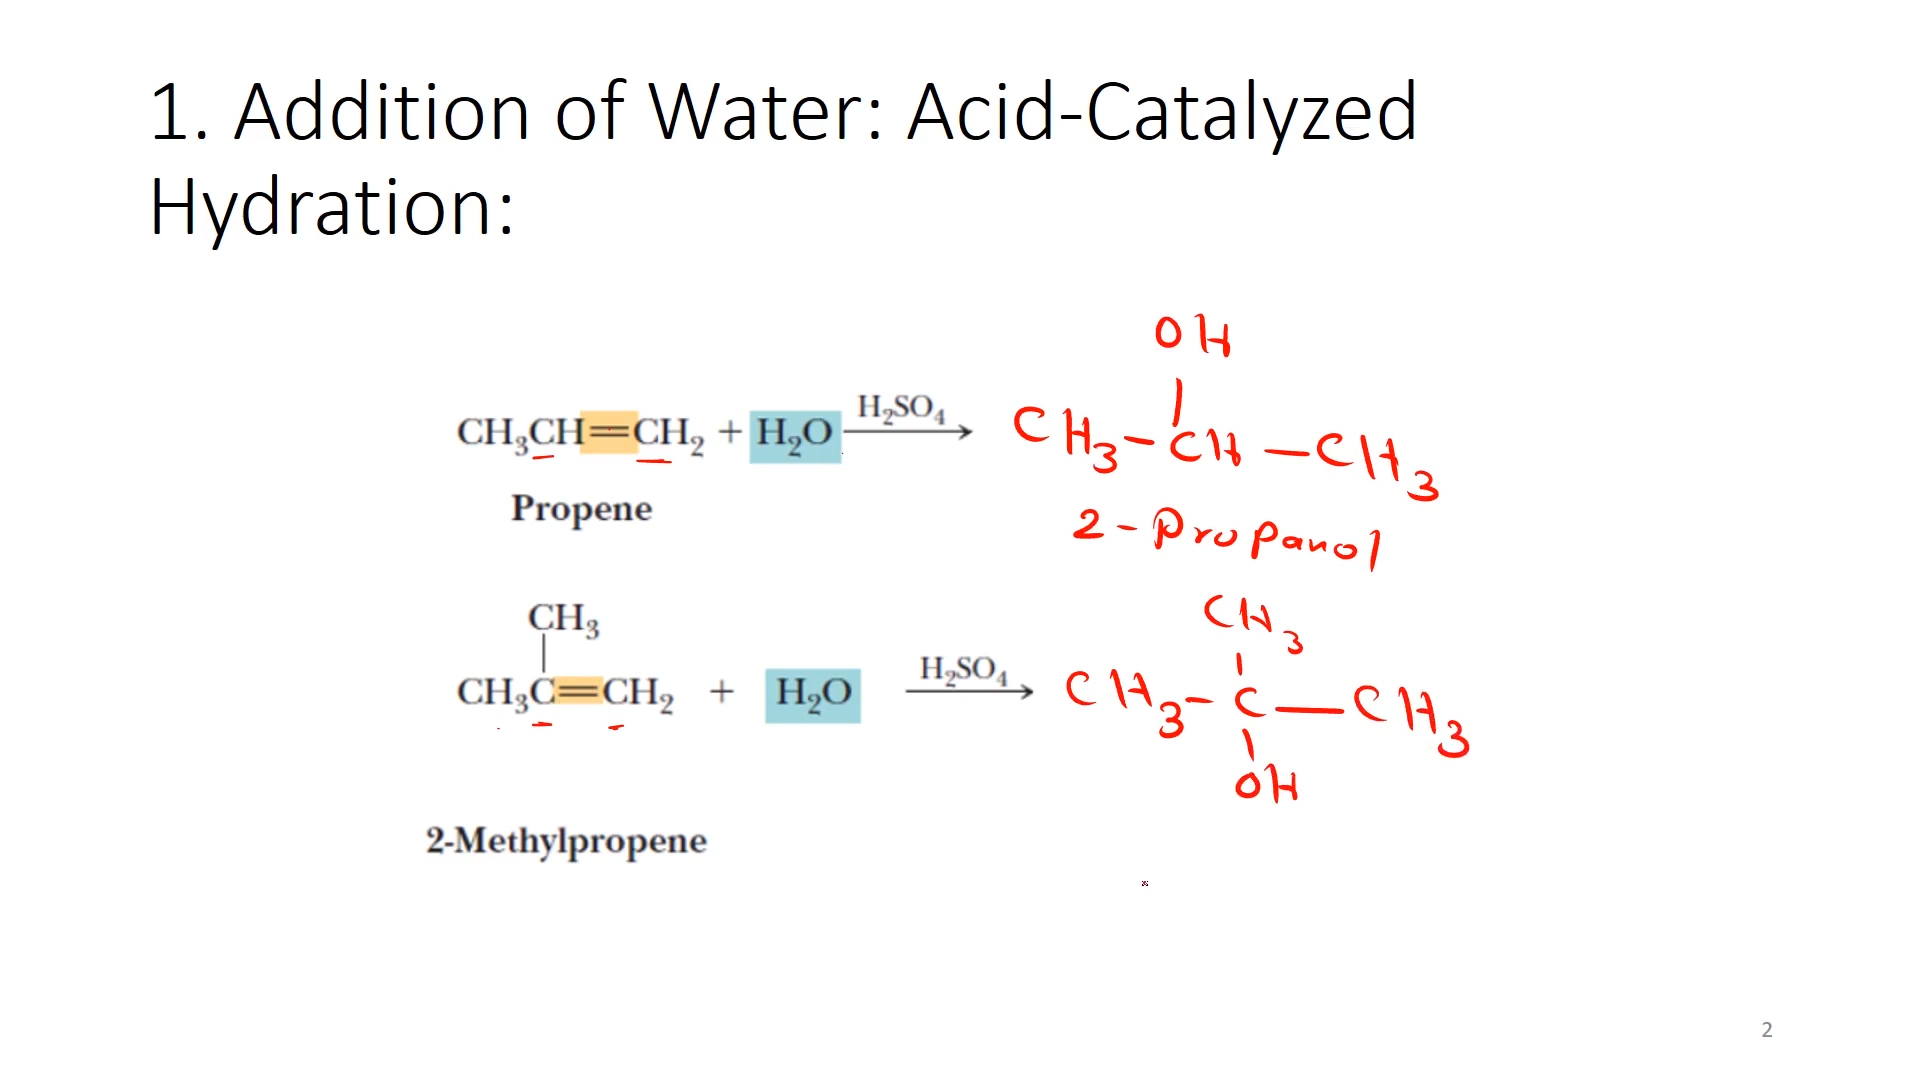 1. Addition of Water: Acid-Catalyzed
Hydration:
OH
CH₃CH=CH₂ + H₂O H₂SO₄ CH₃-CH-CH₃
Propene
2-Propanol
CH₃ CH₃
CH₃C=CH₂ + H₂O H₂SO₄ CH₃-C-CH₃
OH
2-Methylpropene
2